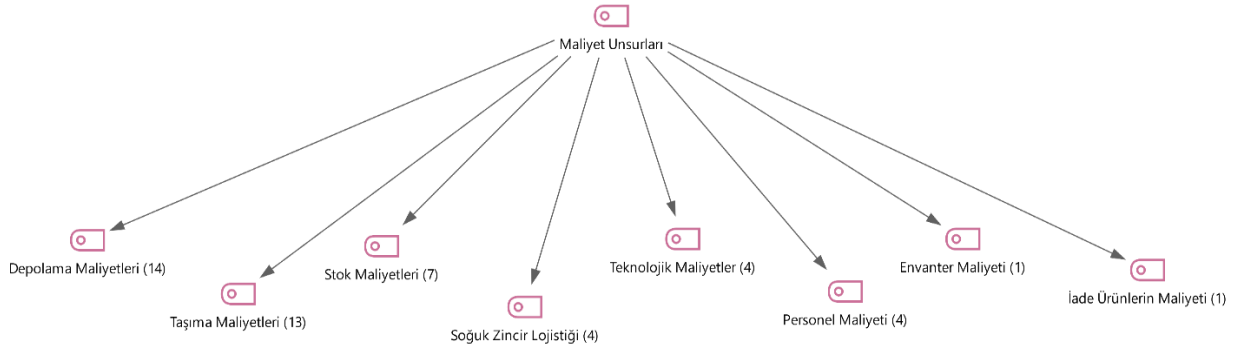 Maliyet Unsurları
Depolama Maliyetleri (14)
Taşıma Maliyetleri (13)
Stok Maliyetleri (7)
Soğuk Zincir Lojistiği (4)
Teknolojik Maliyetler (4)
Personel Maliyeti (4)
Envanter Maliyeti (1)
İade Ürünlerin Maliyeti (1)